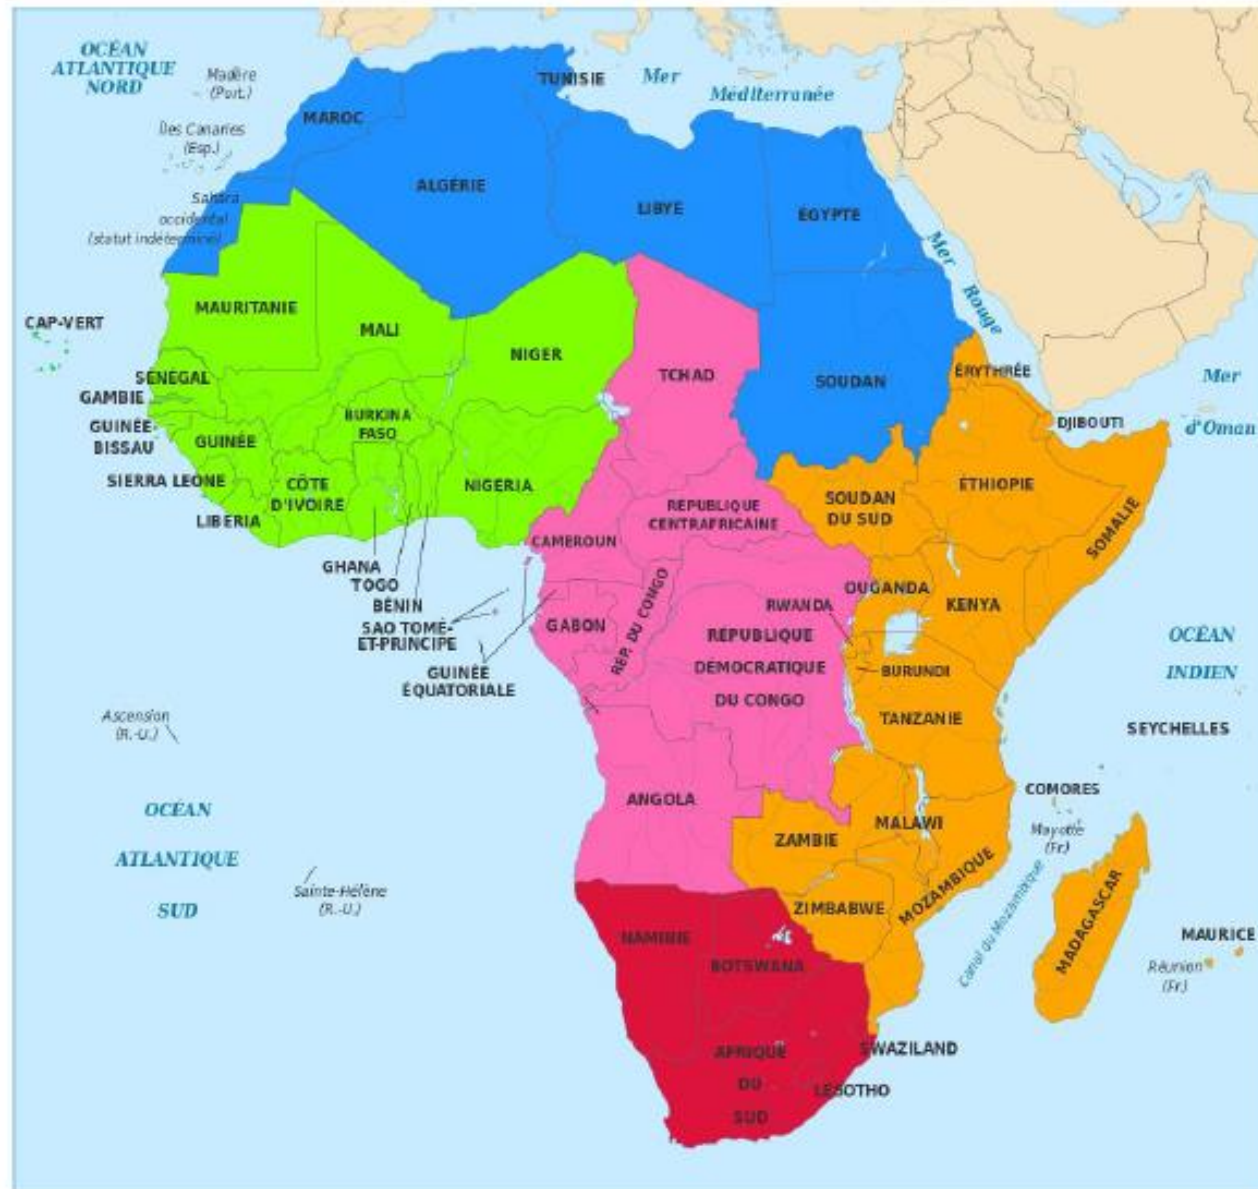 OCÉAN
ATLANTIQUE
NORD
Madère
(Port.)
Îles Canaries
(Esp.)
TUNISIE
Mer
Méditerranée
MAROC
ALGÉRIE
LIBYE
ÉGYPTE
Sahara
occidental
(statut indéterminé)
Mer
Rouge
MAURITANIE
MALI
NIGER
TCHAD
SOUDAN
ÉRYTHRÉE
CAP-VERT
SÉNÉGAL
GAMBIE
GUINÉE-
BISSAU
GUINÉE
BURKINA
FASO
DJIBOUTI
Mer
d'Oman
SIERRA LEONE
CÔTE
D'IVOIRE
NIGERIA
LIBERIA
RÉPUBLIQUE
CENTRAFRICAINE
SOUDAN
DU SUD
ÉTHIOPIE
SOMALIE
GHANA
TOGO
BÉNIN
SAO TOMÉ-
ET-PRINCIPE
GUINÉE
ÉQUATORIALE
CAMEROUN
GABON
RÉP. DU CONGO
RÉPUBLIQUE
DÉMOCRATIQUE
DU CONGO
OUGANDA
RWANDA
KENYA
BURUNDI
TANZANIE
OCÉAN
INDIEN
SEYCHELLES
Ascension
(R.-U.)
OCÉAN
ATLANTIQUE
SUD
Sainte-Hélène
(R.-U.)
ANGOLA
ZAMBIE
MALAWI
COMORES
Mayotte
(Fr.)
MOZAMBIQUE
Canal du Mozambique
ZIMBABWE
MADAGASCAR
MAURICE
Réunion
(Fr.)
NAMIBIE
BOTSWANA
AFRIQUE
DU
SUD
SWAZILAND
LESOTHO